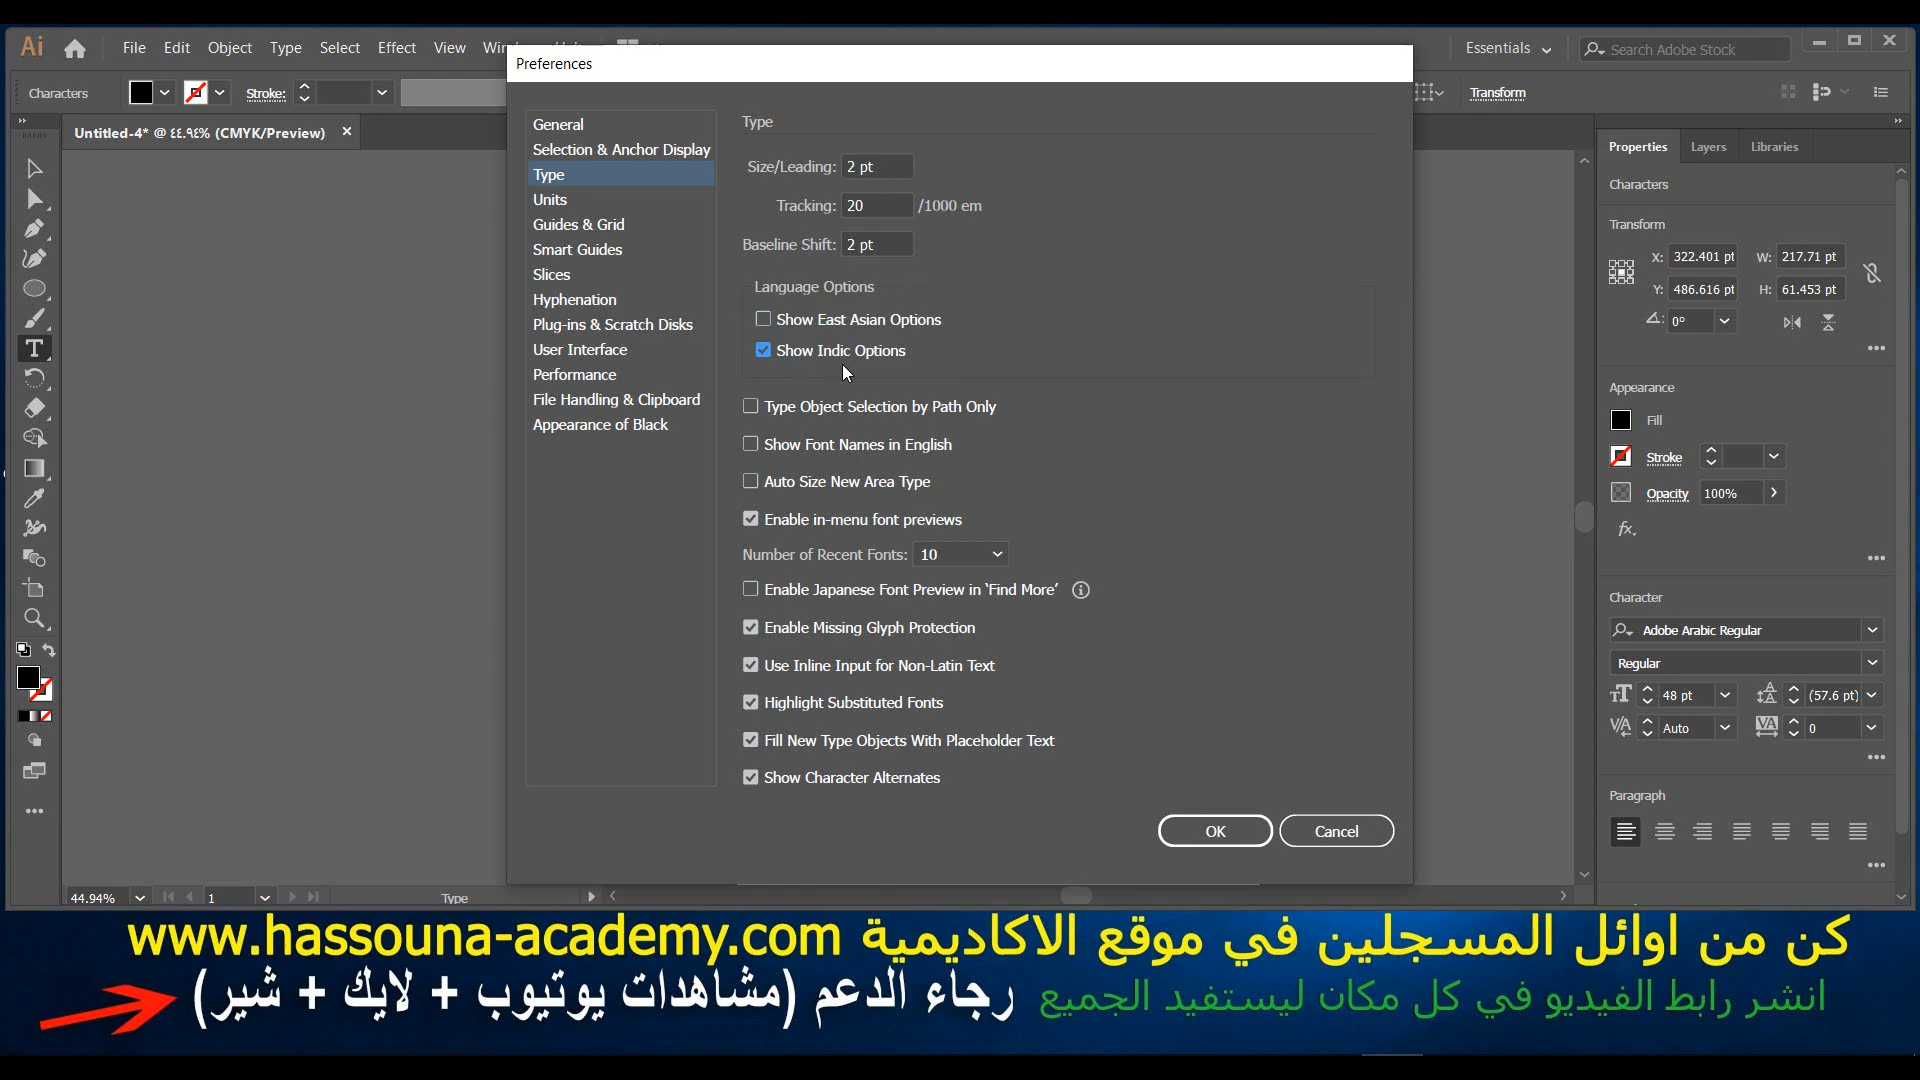 Ai File Edit Object Type Select Effect View Essentials Search Adobe Stock
Preferences
Characters Stroke: Transform
Untitled-4* @ ٤٤.٩٤% (CMYK/Preview)
General
Selection & Anchor Display
Type
Units
Guides & Grid
Smart Guides
Slices
Hyphenation
Plug-ins & Scratch Disks
User Interface
Performance
File Handling & Clipboard
Appearance of Black
Type
Size/Leading: 2 pt
Tracking: 20 /1000 em
Baseline Shift: 2 pt
Language Options
Show East Asian Options
Show Indic Options
Type Object Selection by Path Only
Show Font Names in English
Auto Size New Area Type
Enable in-menu font previews
Number of Recent Fonts: 10
Enable Japanese Font Preview in 'Find More'
Enable Missing Glyph Protection
Use Inline Input for Non-Latin Text
Highlight Substituted Fonts
Fill New Type Objects With Placeholder Text
Show Character Alternates
OK Cancel
Properties Layers Libraries
Characters
Transform
X: 322.401 pt W: 217.71 pt
Y: 486.616 pt H: 61.453 pt
0°
Appearance
Fill
Stroke
Opacity 100%
fx
Character
Adobe Arabic Regular
Regular
48 pt (57.6 pt)
Auto 0
Paragraph
44.94% 1 Type
كن من اوائل المسجلين في موقع الاكاديمية www.hassouna-academy.com
انشر رابط الفيديو في كل مكان ليستفيد الجميع رجاء الدعم (مشاهدات يوتيوب + لايك + شير)